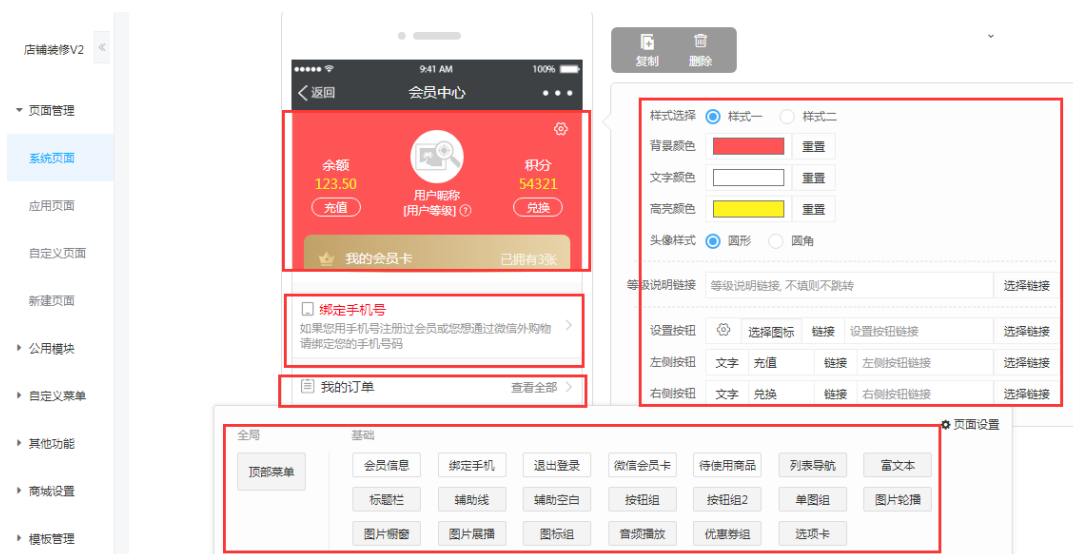 店铺装修V2 «
页面管理
系统页面
应用页面
自定义页面
新建页面
公用模块
自定义菜单
其他功能
商城设置
模板管理
9:41 AM 100%
返回 会员中心
余额
123.50
充值
用户昵称
[用户等级] ?
积分
54321
兑换
我的会员卡 已拥有3张
绑定手机号
如果您用手机号注册过会员或您想通过微信外购物
请绑定您的手机号码
我的订单 查看全部
复制 删除
样式选择 样式一 样式二
背景颜色 重置
文字颜色 重置
高亮颜色 重置
头像样式 圆形 圆角
等级说明链接 等级说明链接, 不填则不跳转 选择链接
设置按钮 选择图标 链接 设置按钮链接 选择链接
左侧按钮 文字 充值 链接 左侧按钮链接 选择链接
右侧按钮 文字 兑换 链接 右侧按钮链接 选择链接
页面设置
全局 基础
顶部菜单
会员信息 绑定手机 退出登录 微信会员卡 待使用商品 列表导航 富文本
标题栏 辅助线 辅助空白 按钮组 按钮组2 单图组 图片轮播
图片橱窗 图片展播 图标组 音频播放 优惠券组 选项卡